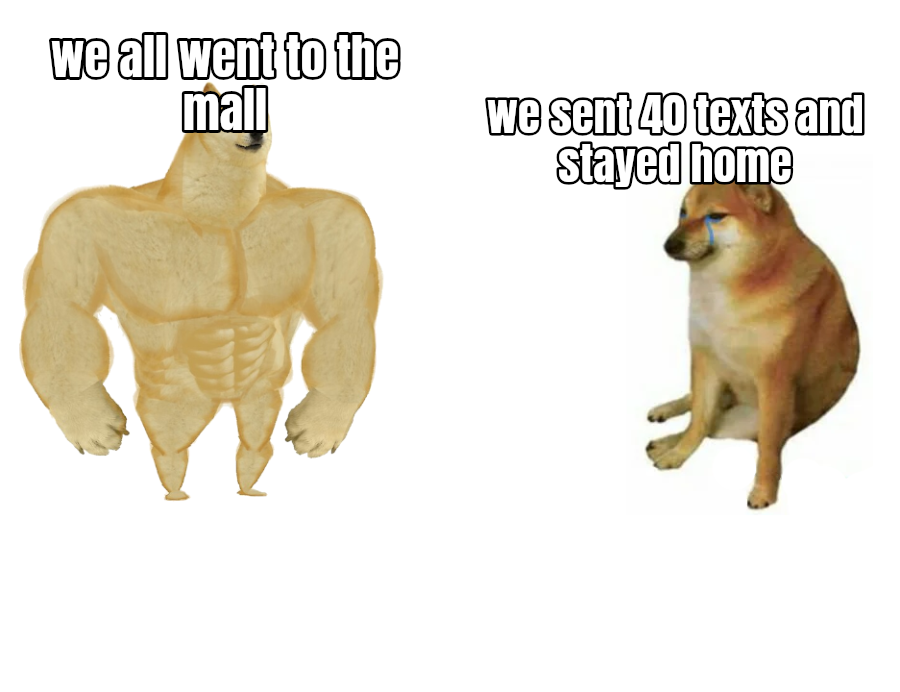 we all went to the
mall
we sent 40 texts and
stayed home